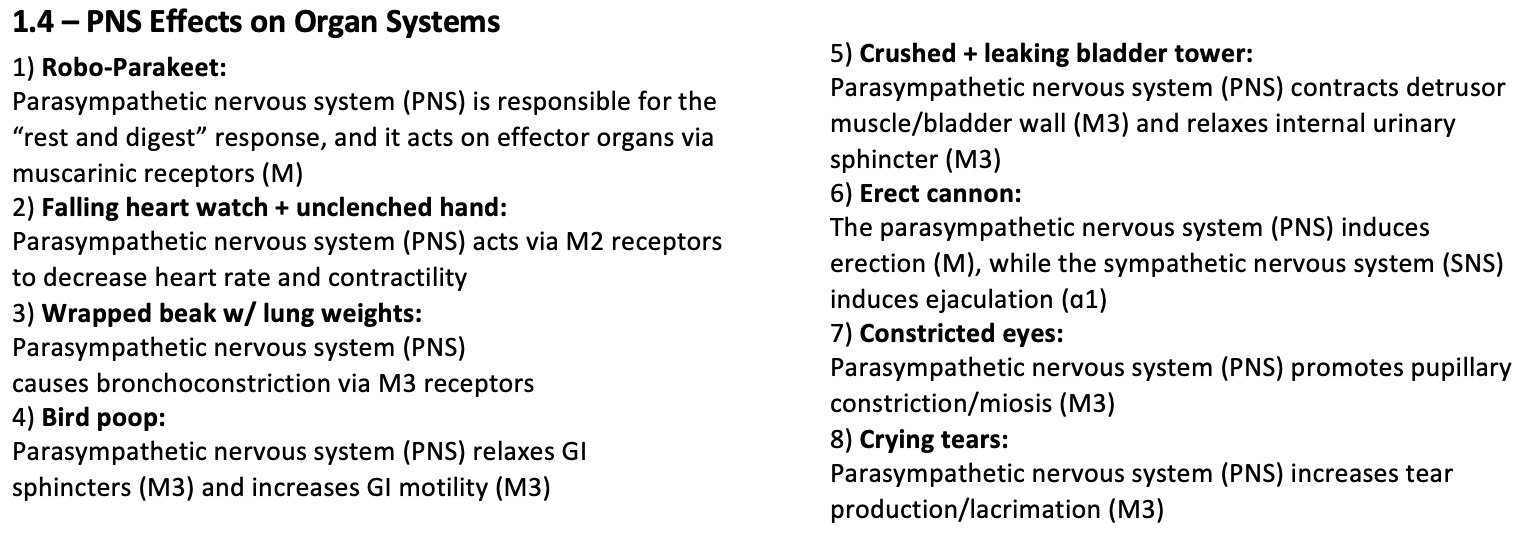 1.4 – PNS Effects on Organ Systems
1) Robo-Parakeet:
Parasympathetic nervous system (PNS) is responsible for the
“rest and digest” response, and it acts on effector organs via
muscarinic receptors (M)
2) Falling heart watch + unclenched hand:
Parasympathetic nervous system (PNS) acts via M2 receptors
to decrease heart rate and contractility
3) Wrapped beak w/ lung weights:
Parasympathetic nervous system (PNS)
causes bronchoconstriction via M3 receptors
4) Bird poop:
Parasympathetic nervous system (PNS) relaxes GI
sphincters (M3) and increases GI motility (M3)
5) Crushed + leaking bladder tower:
Parasympathetic nervous system (PNS) contracts detrusor
muscle/bladder wall (M3) and relaxes internal urinary
sphincter (M3)
6) Erect cannon:
The parasympathetic nervous system (PNS) induces
erection (M), while the sympathetic nervous system (SNS)
induces ejaculation (α1)
7) Constricted eyes:
Parasympathetic nervous system (PNS) promotes pupillary
constriction/miosis (M3)
8) Crying tears:
Parasympathetic nervous system (PNS) increases tear
production/lacrimation (M3)